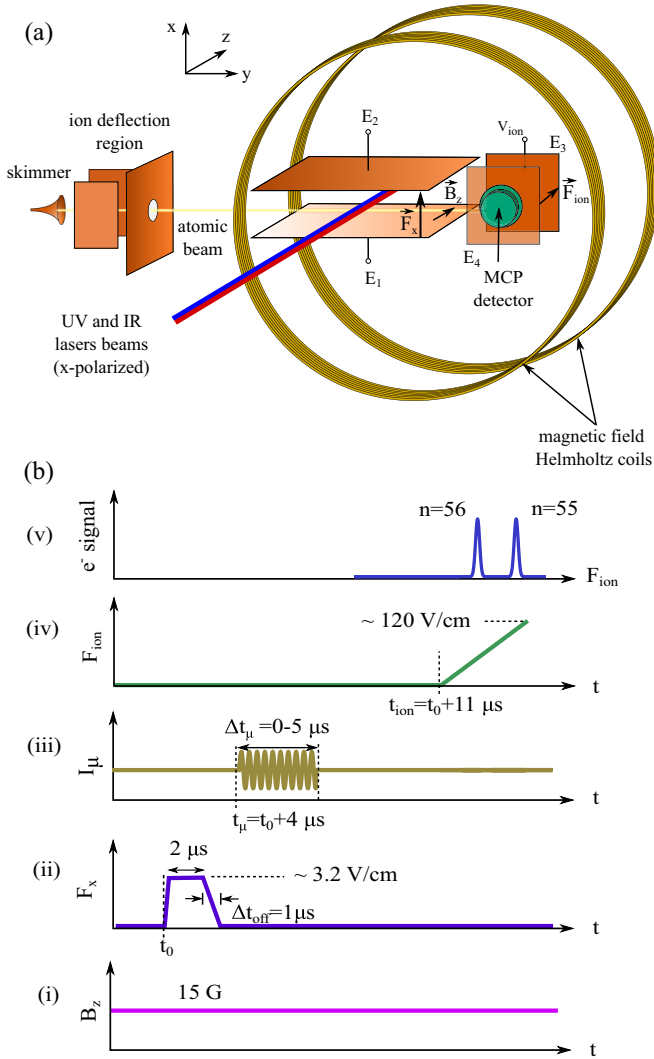 (a)
x
z
y
ion deflection
region
skimmer
atomic
beam
E2
E1
Vion
E3
Bz
Fx
Fion
E4
MCP
detector
UV and IR
lasers beams
(x-polarized)
magnetic field
Helmholtz coils
(b)
(v)
e- signal
n=56
n=55
Fion
(iv)
Fion
~ 120 V/cm
tion=t0+11 μs
t
(iii)
Iμ
Δtμ =0-5 μs
tμ=t0+4 μs
t
(ii)
Fx
2 μs
~ 3.2 V/cm
Δtoff=1μs
t0
t
(i)
Bz
15 G
t